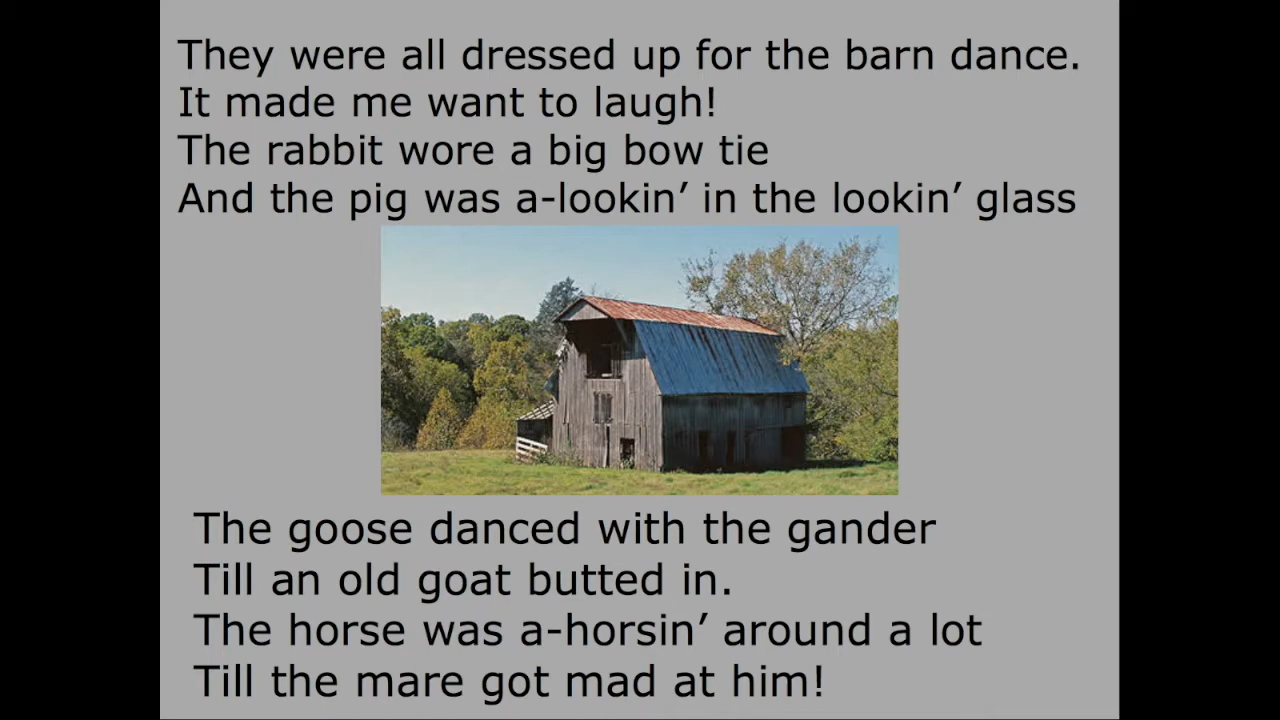 They were all dressed up for the barn dance.
It made me want to laugh!
The rabbit wore a big bow tie
And the pig was a-lookin’ in the lookin’ glass
The goose danced with the gander
Till an old goat butted in.
The horse was a-horsin’ around a lot
Till the mare got mad at him!